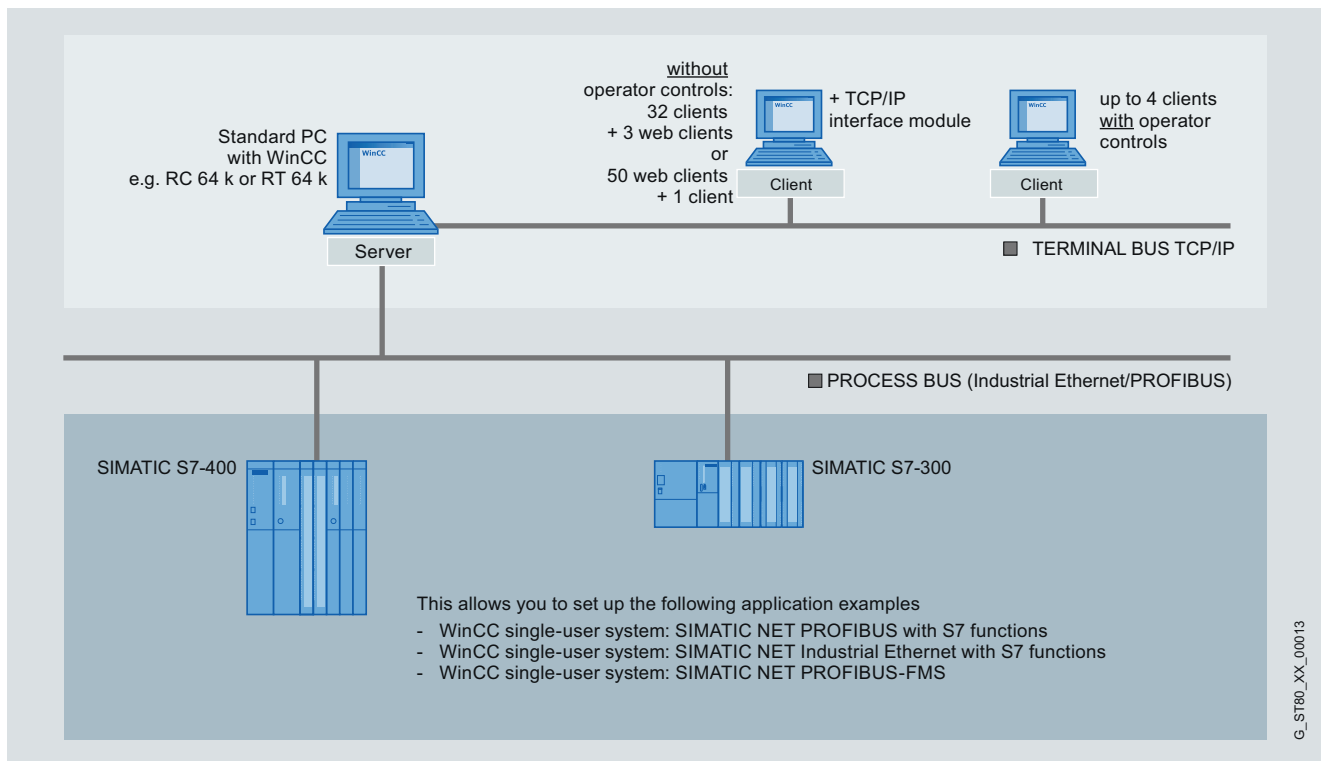 without
operator controls:
32 clients
+ 3 web clients
or
50 web clients
+ 1 client
WinCC
+ TCP/IP
interface module
Client
WinCC
up to 4 clients
with operator
controls
Client
Standard PC
with WinCC
e.g. RC 64 k or RT 64 k
WinCC
Server
TERMINAL BUS TCP/IP
PROCESS BUS (Industrial Ethernet/PROFIBUS)
SIMATIC S7-400
SIMATIC S7-300
This allows you to set up the following application examples
- WinCC single-user system: SIMATIC NET PROFIBUS with S7 functions
- WinCC single-user system: SIMATIC NET Industrial Ethernet with S7 functions
- WinCC single-user system: SIMATIC NET PROFIBUS-FMS
G_ST80_XX_00013